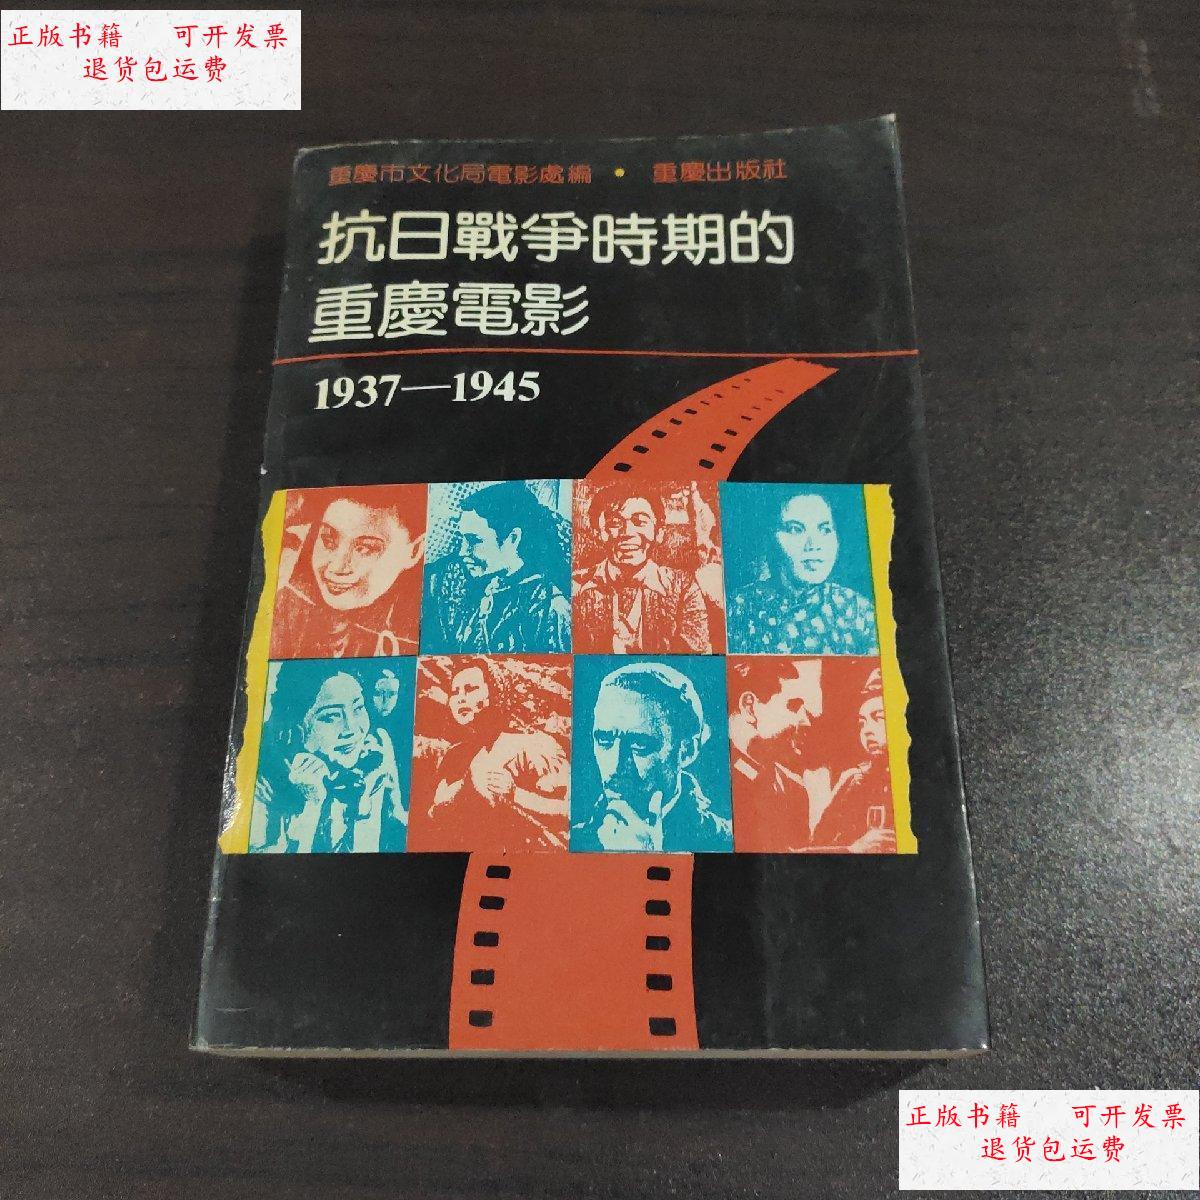 正版书籍 可开发票
退货包运费
重慶市文化局電影處編 · 重慶出版社
抗日戰爭時期的
重慶電影
1937—1945
正版书籍 可开发票
退货包运费